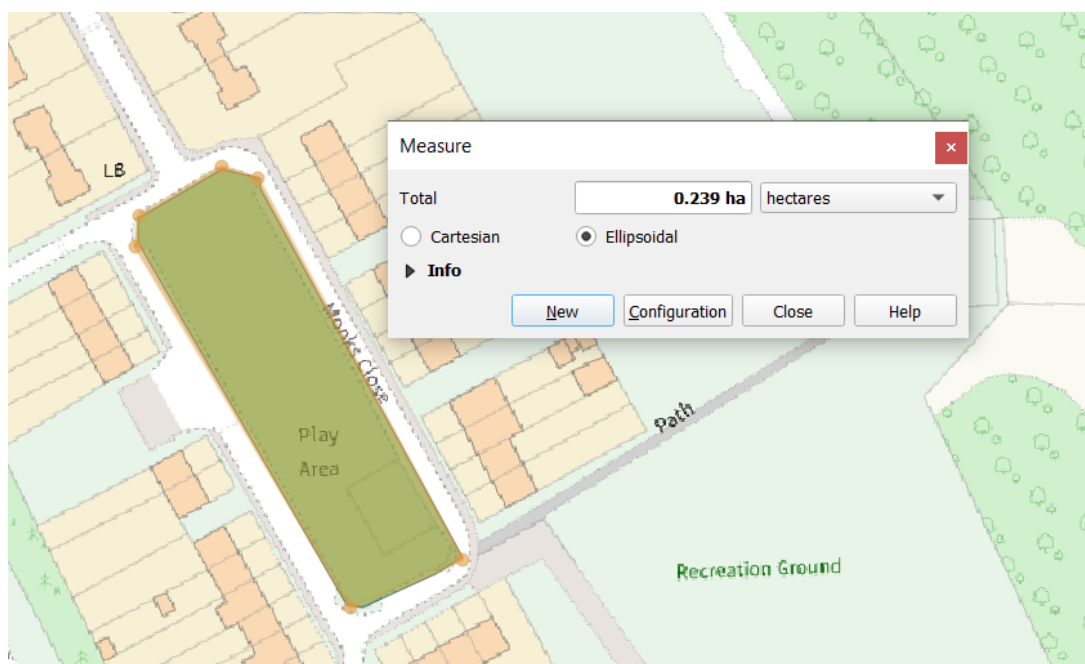 LB
Measure
Total
0.239 ha
hectares
Cartesian
Ellipsoidal
Info
New
Configuration
Close
Help
Monks Close
Path
Play
Area
Recreation Ground